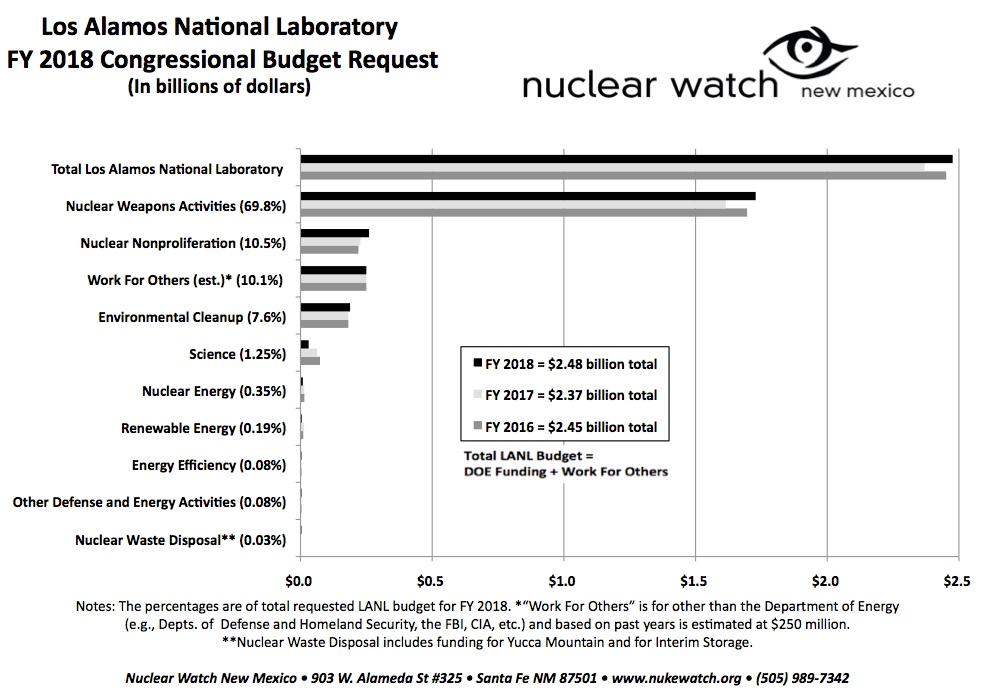 Los Alamos National Laboratory
FY 2018 Congressional Budget Request
(In billions of dollars)
nuclear watch new mexico
Total Los Alamos National Laboratory
Nuclear Weapons Activities (69.8%)
Nuclear Nonproliferation (10.5%)
Work For Others (est.)* (10.1%)
Environmental Cleanup (7.6%)
Science (1.25%)
Nuclear Energy (0.35%)
Renewable Energy (0.19%)
Energy Efficiency (0.08%)
Other Defense and Energy Activities (0.08%)
Nuclear Waste Disposal** (0.03%)
FY 2018 = $2.48 billion total
FY 2017 = $2.37 billion total
FY 2016 = $2.45 billion total
Total LANL Budget =
DOE Funding + Work For Others
$0.0 $0.5 $1.0 $1.5 $2.0 $2.5
Notes: The percentages are of total requested LANL budget for FY 2018. *“Work For Others” is for other than the Department of Energy
(e.g., Depts. of Defense and Homeland Security, the FBI, CIA, etc.) and based on past years is estimated at $250 million.
**Nuclear Waste Disposal includes funding for Yucca Mountain and for Interim Storage.
Nuclear Watch New Mexico • 903 W. Alameda St #325 • Santa Fe NM 87501 • www.nukewatch.org • (505) 989-7342